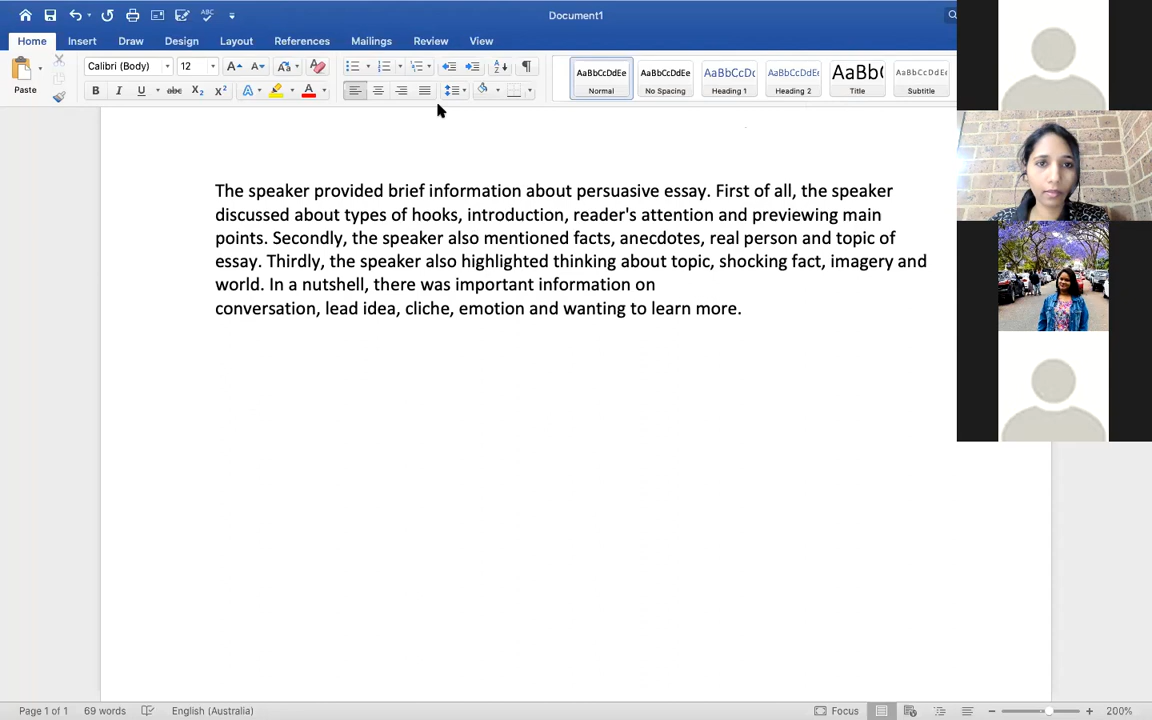 Document1
Home Insert Draw Design Layout References Mailings Review View
Paste
Calibri (Body) 12
AaBbCcDdEe AaBbCcDdEe AaBbCcDc AaBbCcDdEe AaBb( AaBbCcDdEe
Normal No Spacing Heading 1 Heading 2 Title Subtitle
The speaker provided brief information about persuasive essay. First of all, the speaker
discussed about types of hooks, introduction, reader's attention and previewing main
points. Secondly, the speaker also mentioned facts, anecdotes, real person and topic of
essay. Thirdly, the speaker also highlighted thinking about topic, shocking fact, imagery and
world. In a nutshell, there was important information on
conversation, lead idea, cliche, emotion and wanting to learn more.
Page 1 of 1 69 words English (Australia) Focus 200%